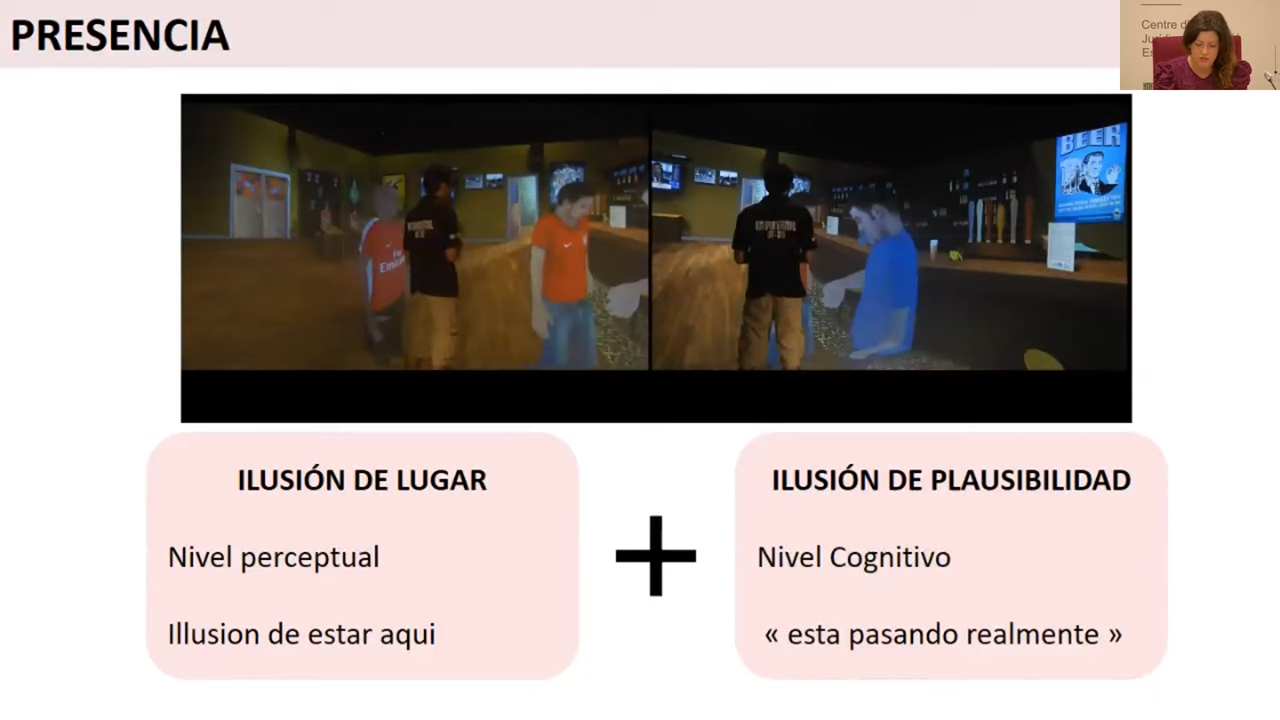 PRESENCIA
Centre d
BEER
ILUSIÓN DE LUGAR
Nivel perceptual
Illusion de estar aqui
ILUSIÓN DE PLAUSIBILIDAD
Nivel Cognitivo
« esta pasando realmente »